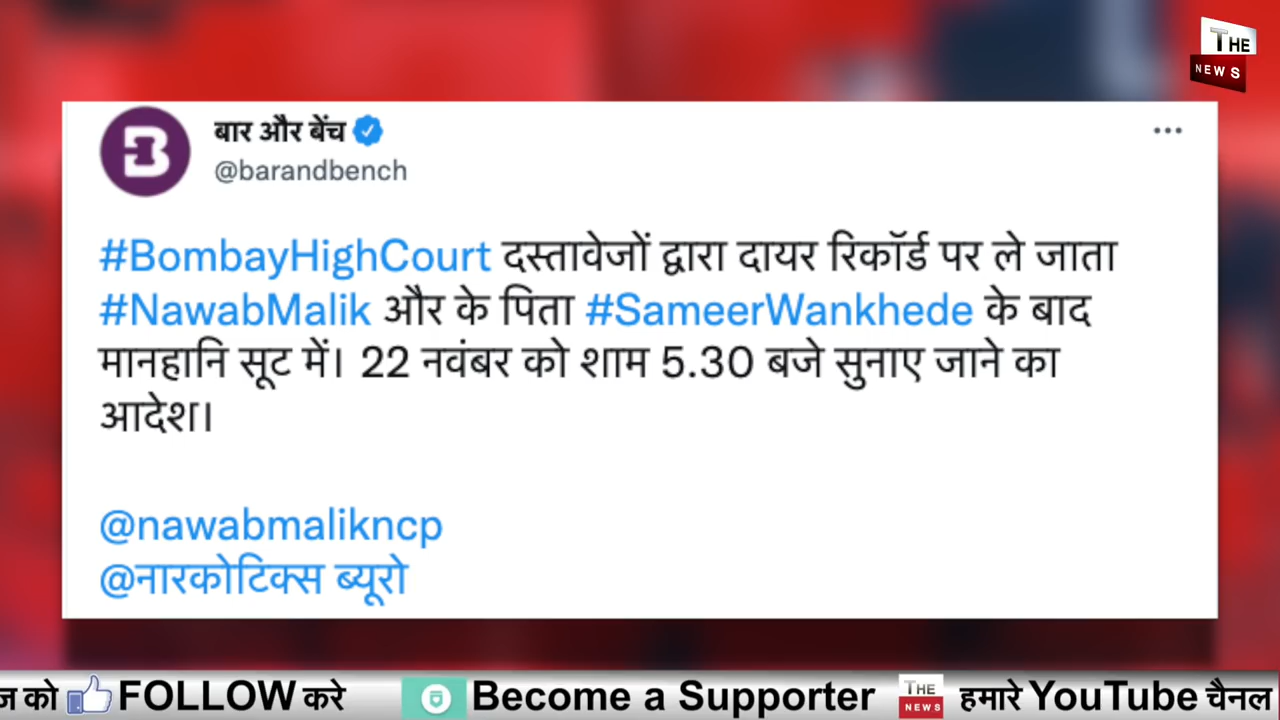 THE
NEWS
बार और बेंच
@barandbench
#BombayHighCourt दस्तावेजों द्वारा दायर रिकॉर्ड पर ले जाता
#NawabMalik और के पिता #SameerWankhede के बाद
मानहानि सूट में। 22 नवंबर को शाम 5.30 बजे सुनाए जाने का
आदेश।
@nawabmalikncp
@नारकोटिक्स ब्यूरो
ज को FOLLOW करे Become a Supporter THE NEWS हमारे YouTube चैनल